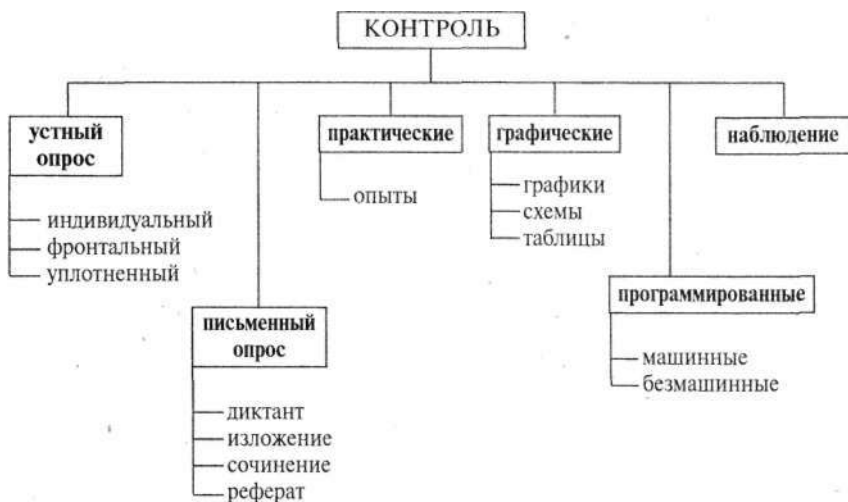 КОНТРОЛЬ
устный
опрос
индивидуальный
фронтальный
уплотненный
письменный
опрос
диктант
изложение
сочинение
реферат
практические
опыты
графические
графики
схемы
таблицы
программированные
машинные
безмашинные
наблюдение